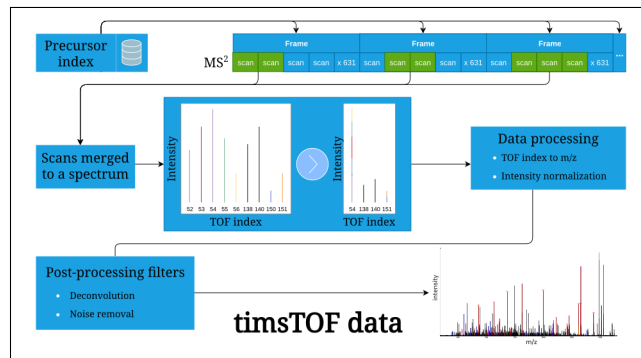 Precursor
index
MS²
Frame Frame Frame
scan scan scan scan x 631 scan scan scan scan x 631 scan scan scan scan x 631 ...
Scans merged
to a spectrum
Intensity
52 53 54 55 56 138 140 150 151
TOF index
Intensity
54 138 140 151
TOF index
Data processing
• TOF index to m/z
• Intensity normalization
Post-processing filters
• Deconvolution
• Noise removal
timsTOF data
intensity
m/z